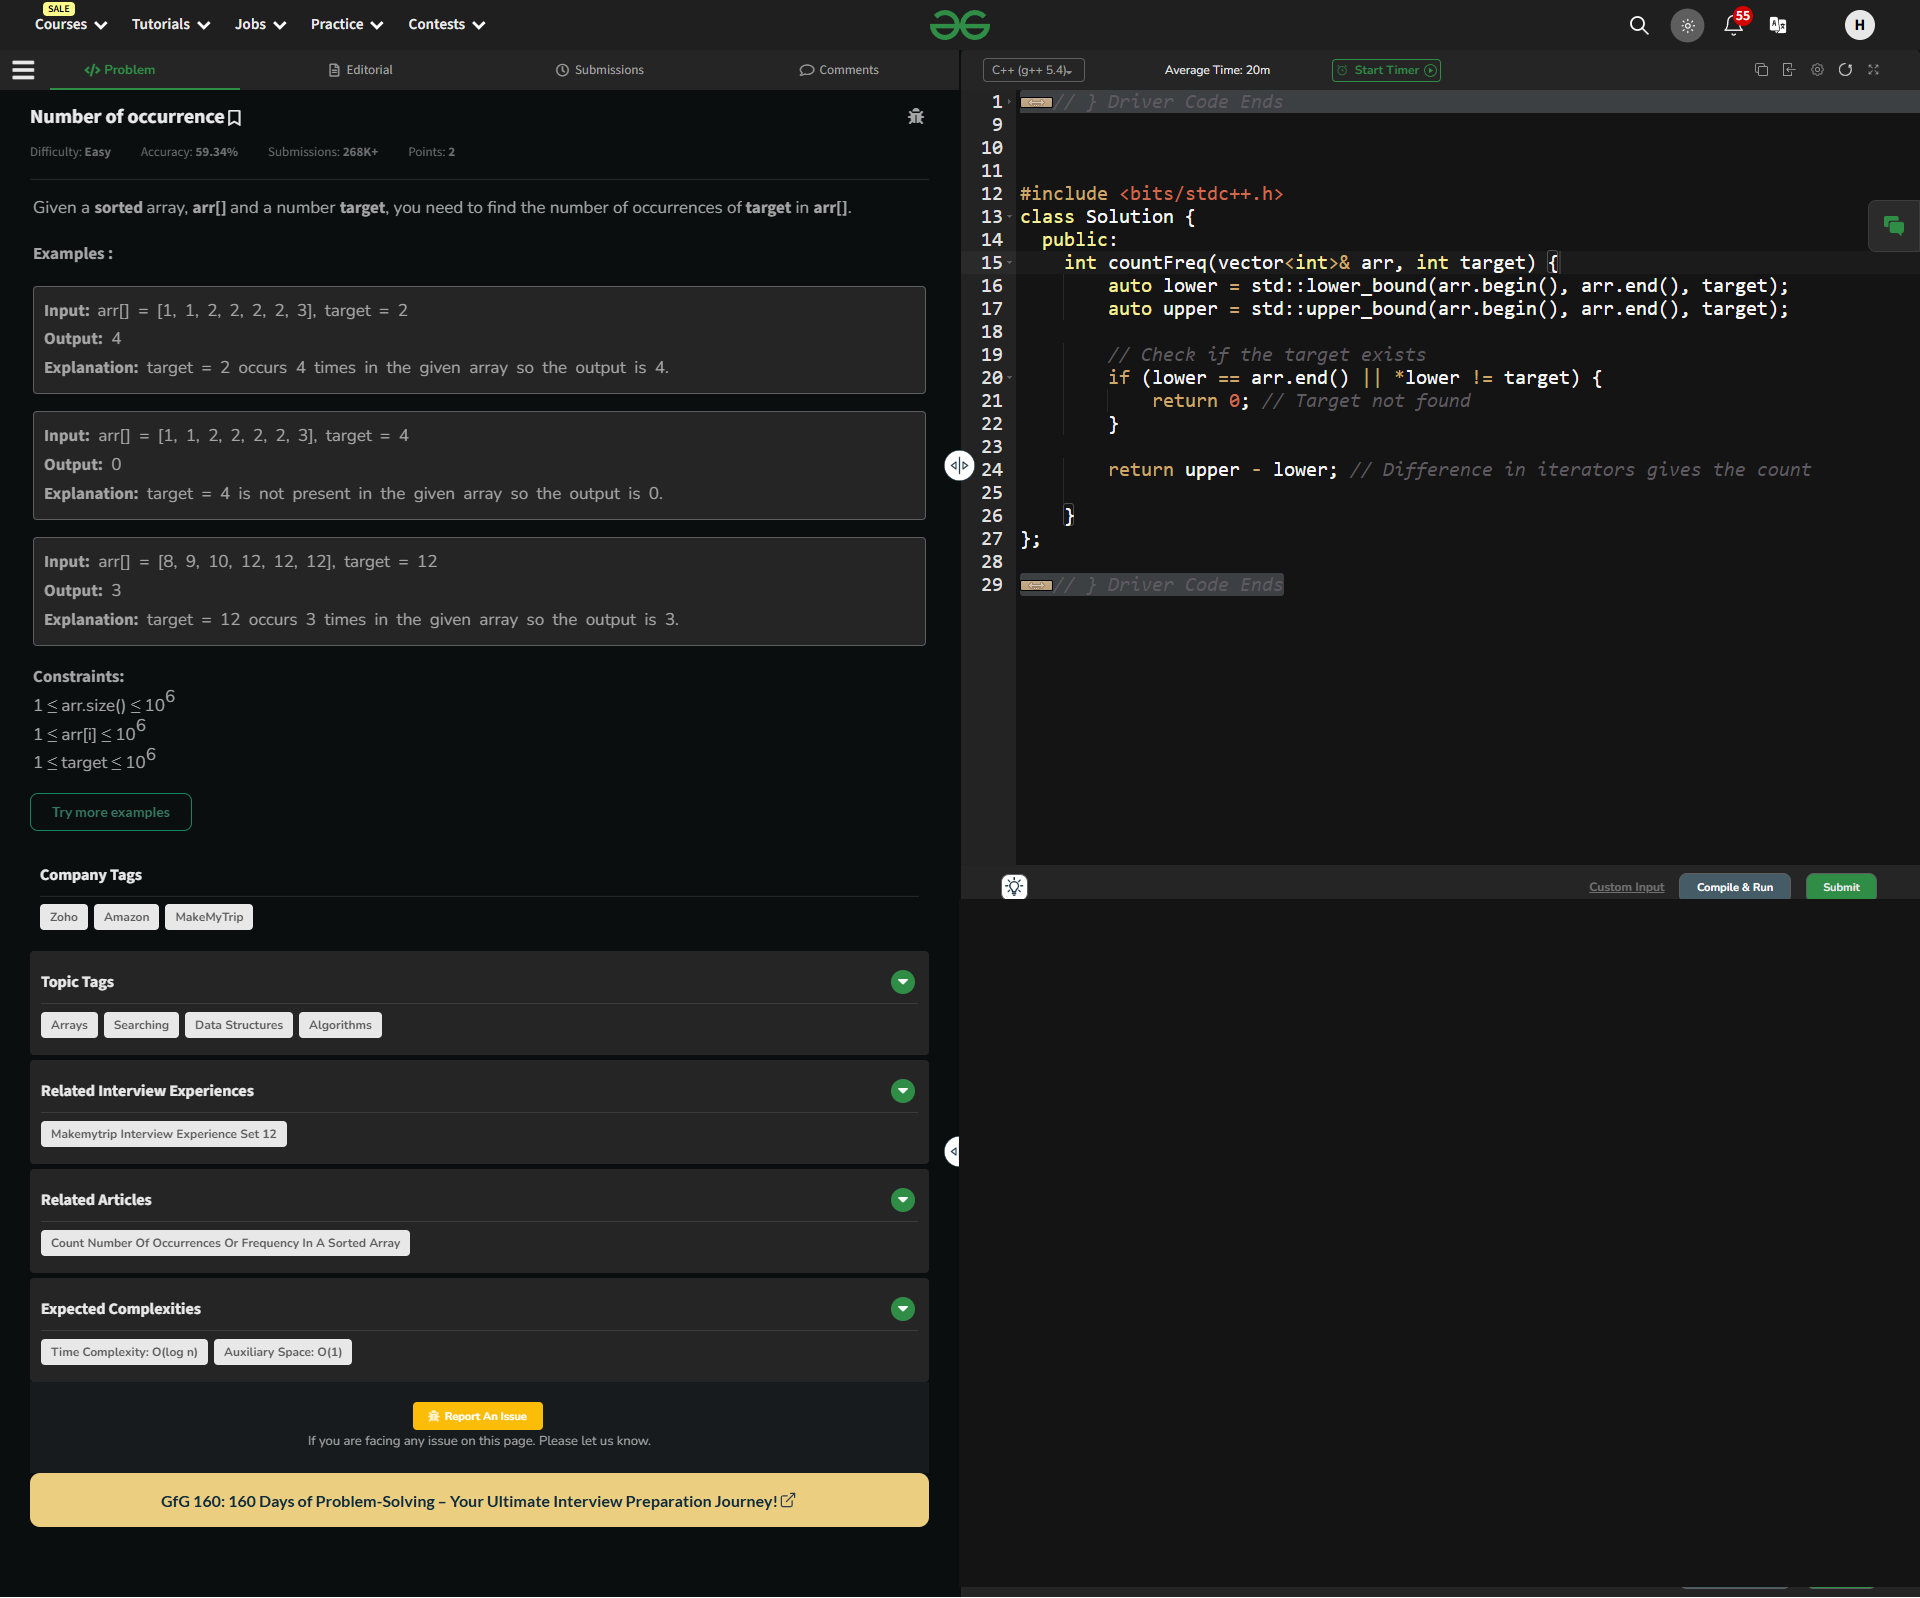 SALE
Courses
Tutorials
Jobs
Practice
Contests
55
H
Problem
Editorial
Submissions
Comments
C++ (g++ 5.4)
Average Time: 20m
Start Timer
Number of occurrence
Difficulty: Easy Accuracy: 59.34% Submissions: 268K+ Points: 2
Given a sorted array, arr[] and a number target, you need to find the number of occurrences of target in arr[].
Examples :
Input: arr[] = [1, 1, 2, 2, 2, 2, 3], target = 2
Output: 4
Explanation: target = 2 occurs 4 times in the given array so the output is 4.
Input: arr[] = [1, 1, 2, 2, 2, 2, 3], target = 4
Output: 0
Explanation: target = 4 is not present in the given array so the output is 0.
Input: arr[] = [8, 9, 10, 12, 12, 12], target = 12
Output: 3
Explanation: target = 12 occurs 3 times in the given array so the output is 3.
Constraints:
1 ≤ arr.size() ≤ 10^6
1 ≤ arr[i] ≤ 10^6
1 ≤ target ≤ 10^6
Try more examples
Company Tags
Zoho Amazon MakeMyTrip
Topic Tags
Arrays Searching Data Structures Algorithms
Related Interview Experiences
Makemytrip Interview Experience Set 12
Related Articles
Count Number Of Occurrences Or Frequency In A Sorted Array
Expected Complexities
Time Complexity: O(log n) Auxiliary Space: O(1)
Report An Issue
If you are facing any issue on this page. Please let us know.
GfG 160: 160 Days of Problem-Solving – Your Ultimate Interview Preparation Journey!
1 // } Driver Code Ends
9
10
11
12 #include <bits/stdc++.h>
13 class Solution {
14 public:
15 int countFreq(vector<int>& arr, int target) {
16 auto lower = std::lower_bound(arr.begin(), arr.end(), target);
17 auto upper = std::upper_bound(arr.begin(), arr.end(), target);
18
19 // Check if the target exists
20 if (lower == arr.end() || *lower != target) {
21 return 0; // Target not found
22 }
23
24 return upper - lower; // Difference in iterators gives the count
25
26 }
27 };
28
29 // } Driver Code Ends
Custom Input
Compile & Run
Submit